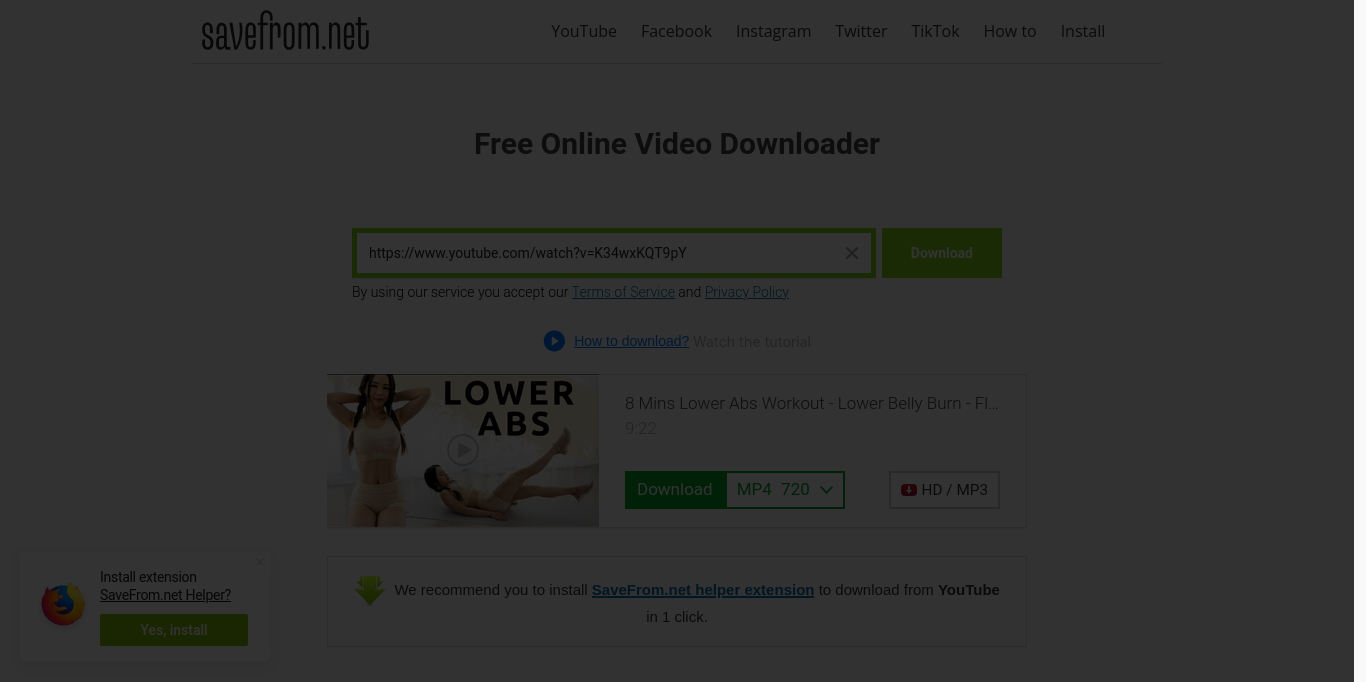 savefrom.net
YouTube Facebook Instagram Twitter TikTok How to Install
Free Online Video Downloader
https://www.youtube.com/watch?v=K34wxKQT9pY
Download
By using our service you accept our Terms of Service and Privacy Policy
How to download? Watch the tutorial
LOWER
ABS
8 Mins Lower Abs Workout - Lower Belly Burn - Fl...
9:22
Download MP4 720
HD / MP3
We recommend you to install SaveFrom.net helper extension to download from YouTube
in 1 click.
Install extension
SaveFrom.net Helper?
Yes, install